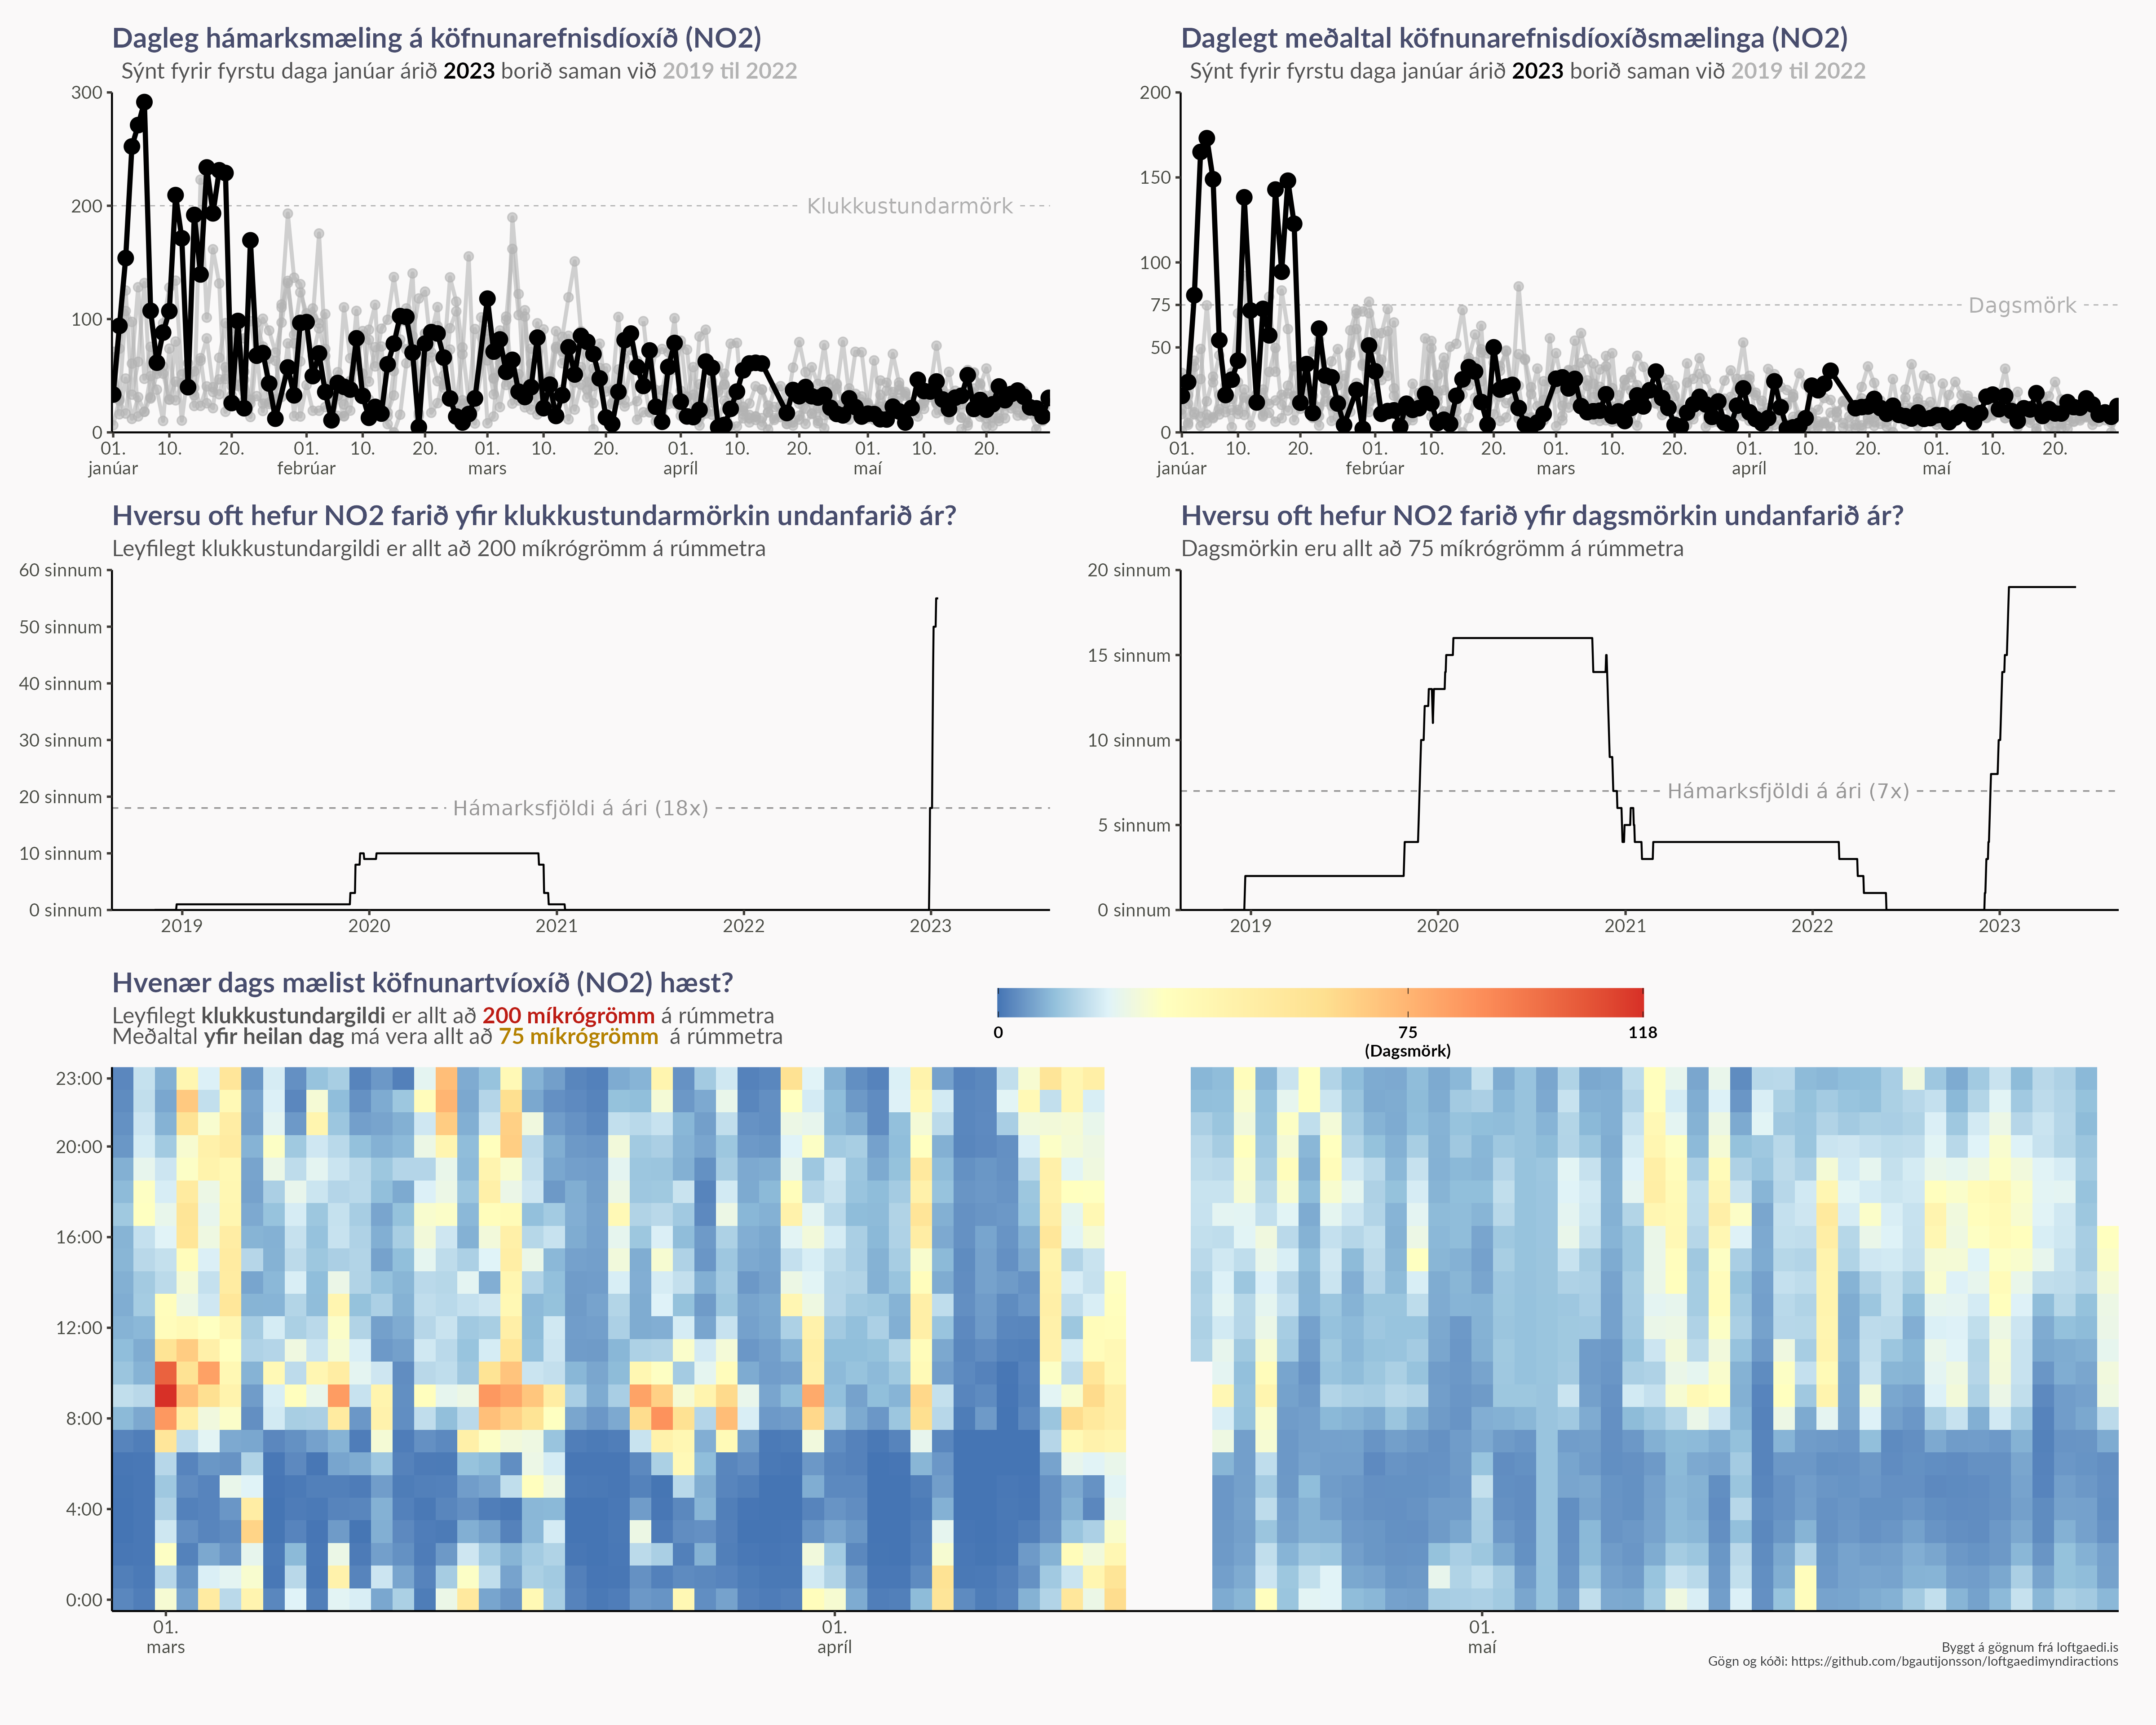 Dagleg hámarksmæling á köfnunarefnisdíoxíð (NO2)
Sýnt fyrir fyrstu daga janúar árið 2023 borið saman við 2019 til 2022
300
200
100
0
Klukkustundarmörk
01. 10. 20. 01. 10. 20. 01. 10. 20. 01. 10. 20. 01. 10. 20.
janúar febrúar mars apríl maí
Daglegt meðaltal köfnunarefnisdíoxíðsmælinga (NO2)
Sýnt fyrir fyrstu daga janúar árið 2023 borið saman við 2019 til 2022
200
150
100
75
50
0
Dagsmörk
01. 10. 20. 01. 10. 20. 01. 10. 20. 01. 10. 20. 01. 10. 20.
janúar febrúar mars apríl maí
Hversu oft hefur NO2 farið yfir klukkustundarmörkin undanfarið ár?
Leyfilegt klukkustundargildi er allt að 200 míkrógrömm á rúmmetra
60 sinnum
50 sinnum
40 sinnum
30 sinnum
20 sinnum
10 sinnum
0 sinnum
Hámarksfjöldi á ári (18x)
2019 2020 2021 2022 2023
Hversu oft hefur NO2 farið yfir dagsmörkin undanfarið ár?
Dagsmörkin eru allt að 75 míkrógrömm á rúmmetra
20 sinnum
15 sinnum
10 sinnum
5 sinnum
0 sinnum
Hámarksfjöldi á ári (7x)
2019 2020 2021 2022 2023
Hvenær dags mælist köfnunartvíoxíð (NO2) hæst?
Leyfilegt klukkustundargildi er allt að 200 míkrógrömm á rúmmetra
Meðaltal yfir heilan dag má vera allt að 75 míkrógrömm á rúmmetra
0 75 118
(Dagsmörk)
23:00
20:00
16:00
12:00
8:00
4:00
0:00
01. 01. 01.
mars apríl maí
Byggt á gögnum frá loftgaedi.is
Gögn og kóði: https://github.com/bgautijonsson/loftgaedimyndiractions